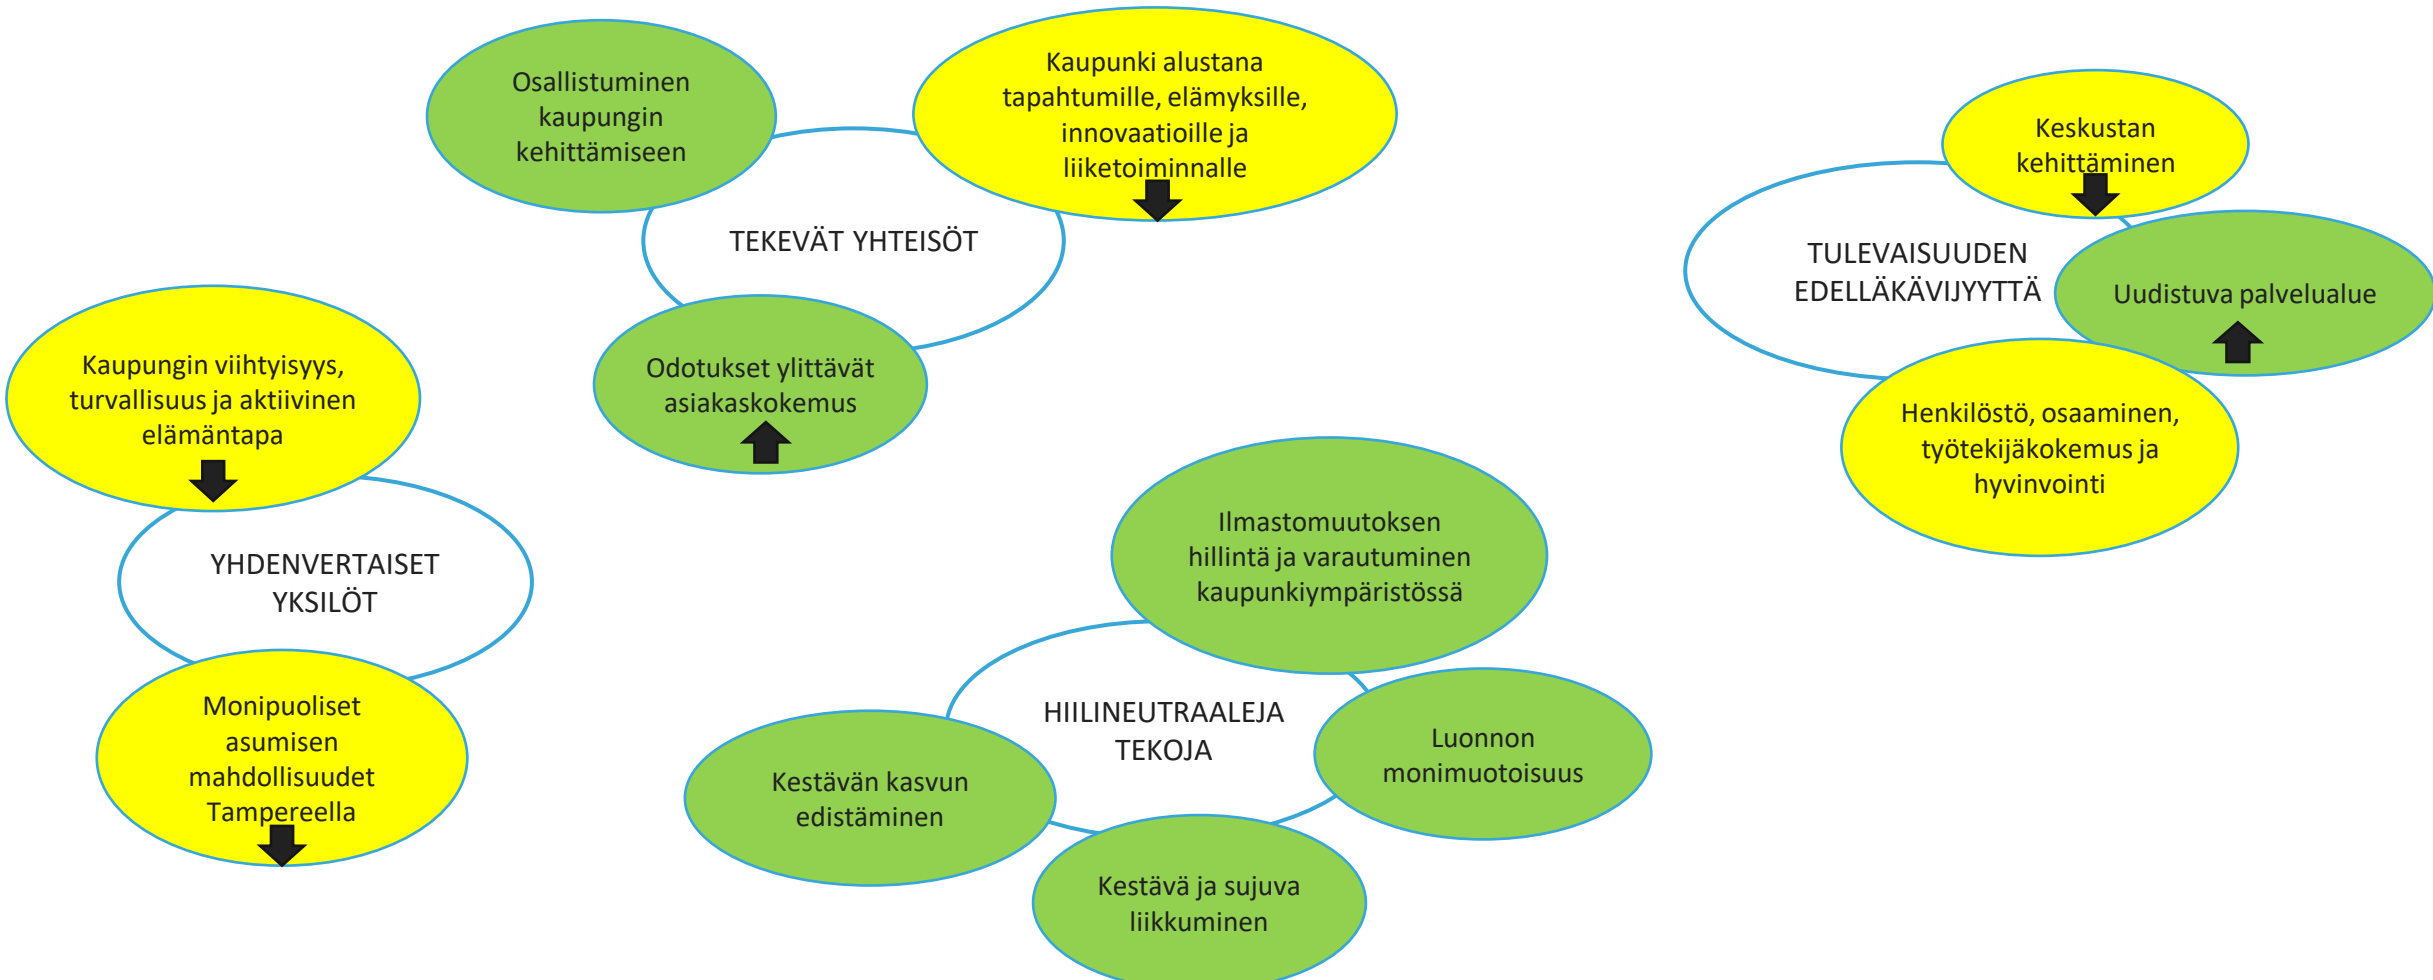 Osallistuminen
kaupungin
kehittämiseen
Kaupunki alustana
tapahtumille, elämyksille,
innovaatioille ja
liiketoiminnalle
TEKEVÄT YHTEISÖT
Odotukset ylittävät
asiakaskokemus
Keskustan
kehittäminen
TULEVAISUUDEN
EDELLÄKÄVIJYYTTÄ
Uudistuva palvelualue
Henkilöstö, osaaminen,
työtekijäkokemus ja
hyvinvointi
Kaupungin viihtyisyys,
turvallisuus ja aktiivinen
elämäntapa
YHDENVERTAISET
YKSILÖT
Monipuoliset
asumisen
mahdollisuudet
Tampereella
Ilmastomuutoksen
hillintä ja varautuminen
kaupunkiympäristössä
HIILINEUTRAALEJA
TEKOJA
Luonnon
monimuotoisuus
Kestävän kasvun
edistäminen
Kestävä ja sujuva
liikkuminen